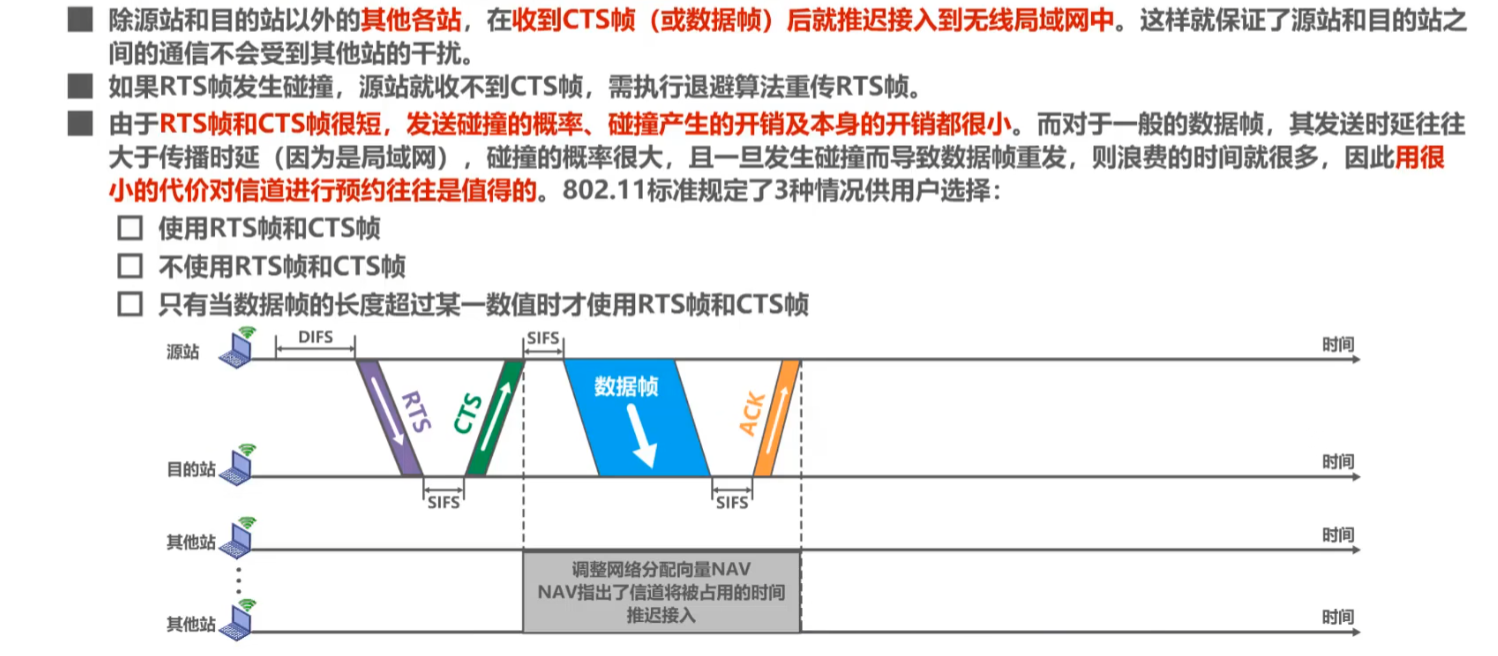 除源站和目的站以外的其他各站，在收到CTS帧（或数据帧）后就推迟接入到无线局域网中。这样就保证了源站和目的站之
间的通信不会受到其他站的干扰。
如果RTS帧发生碰撞，源站就收不到CTS帧，需执行退避算法重传RTS帧。
由于RTS帧和CTS帧很短，发送碰撞的概率、碰撞产生的开销及本身的开销都很小。而对于一般的数据帧，其发送时延往往
大于传播时延（因为是局域网），碰撞的概率很大，且一旦发生碰撞而导致数据帧重发，则浪费的时间就很多，因此用很
小的代价对信道进行预约往往是值得的。802.11标准规定了3种情况供用户选择：
使用RTS帧和CTS帧
不使用RTS帧和CTS帧
只有当数据帧的长度超过某一数值时才使用RTS帧和CTS帧
DIFS
SIFS
源站
时间
RTS
CTS
数据帧
ACK
目的站
时间
SIFS
SIFS
其他站
时间
调整网络分配向量NAV
NAV指出了信道将被占用的时间
推迟接入
其他站
时间